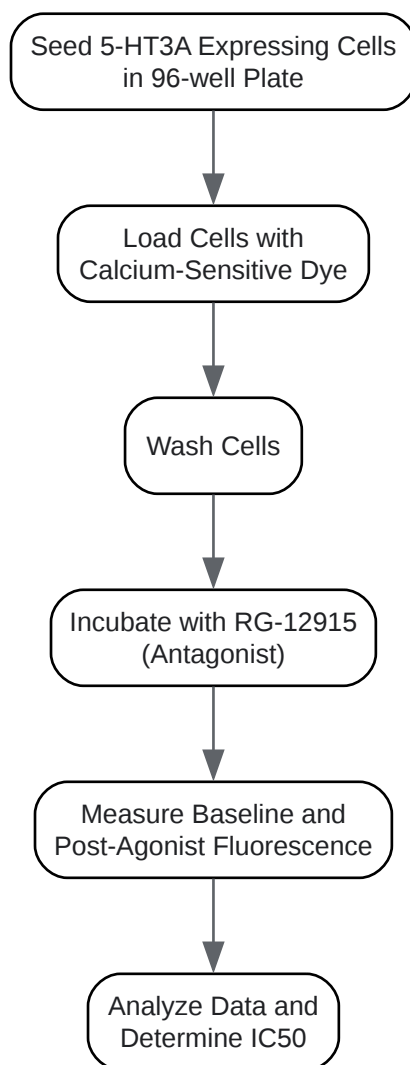 Seed 5-HT3A Expressing Cells
in 96-well Plate
Load Cells with
Calcium-Sensitive Dye
Wash Cells
Incubate with RG-12915
(Antagonist)
Measure Baseline and
Post-Agonist Fluorescence
Analyze Data and
Determine IC50